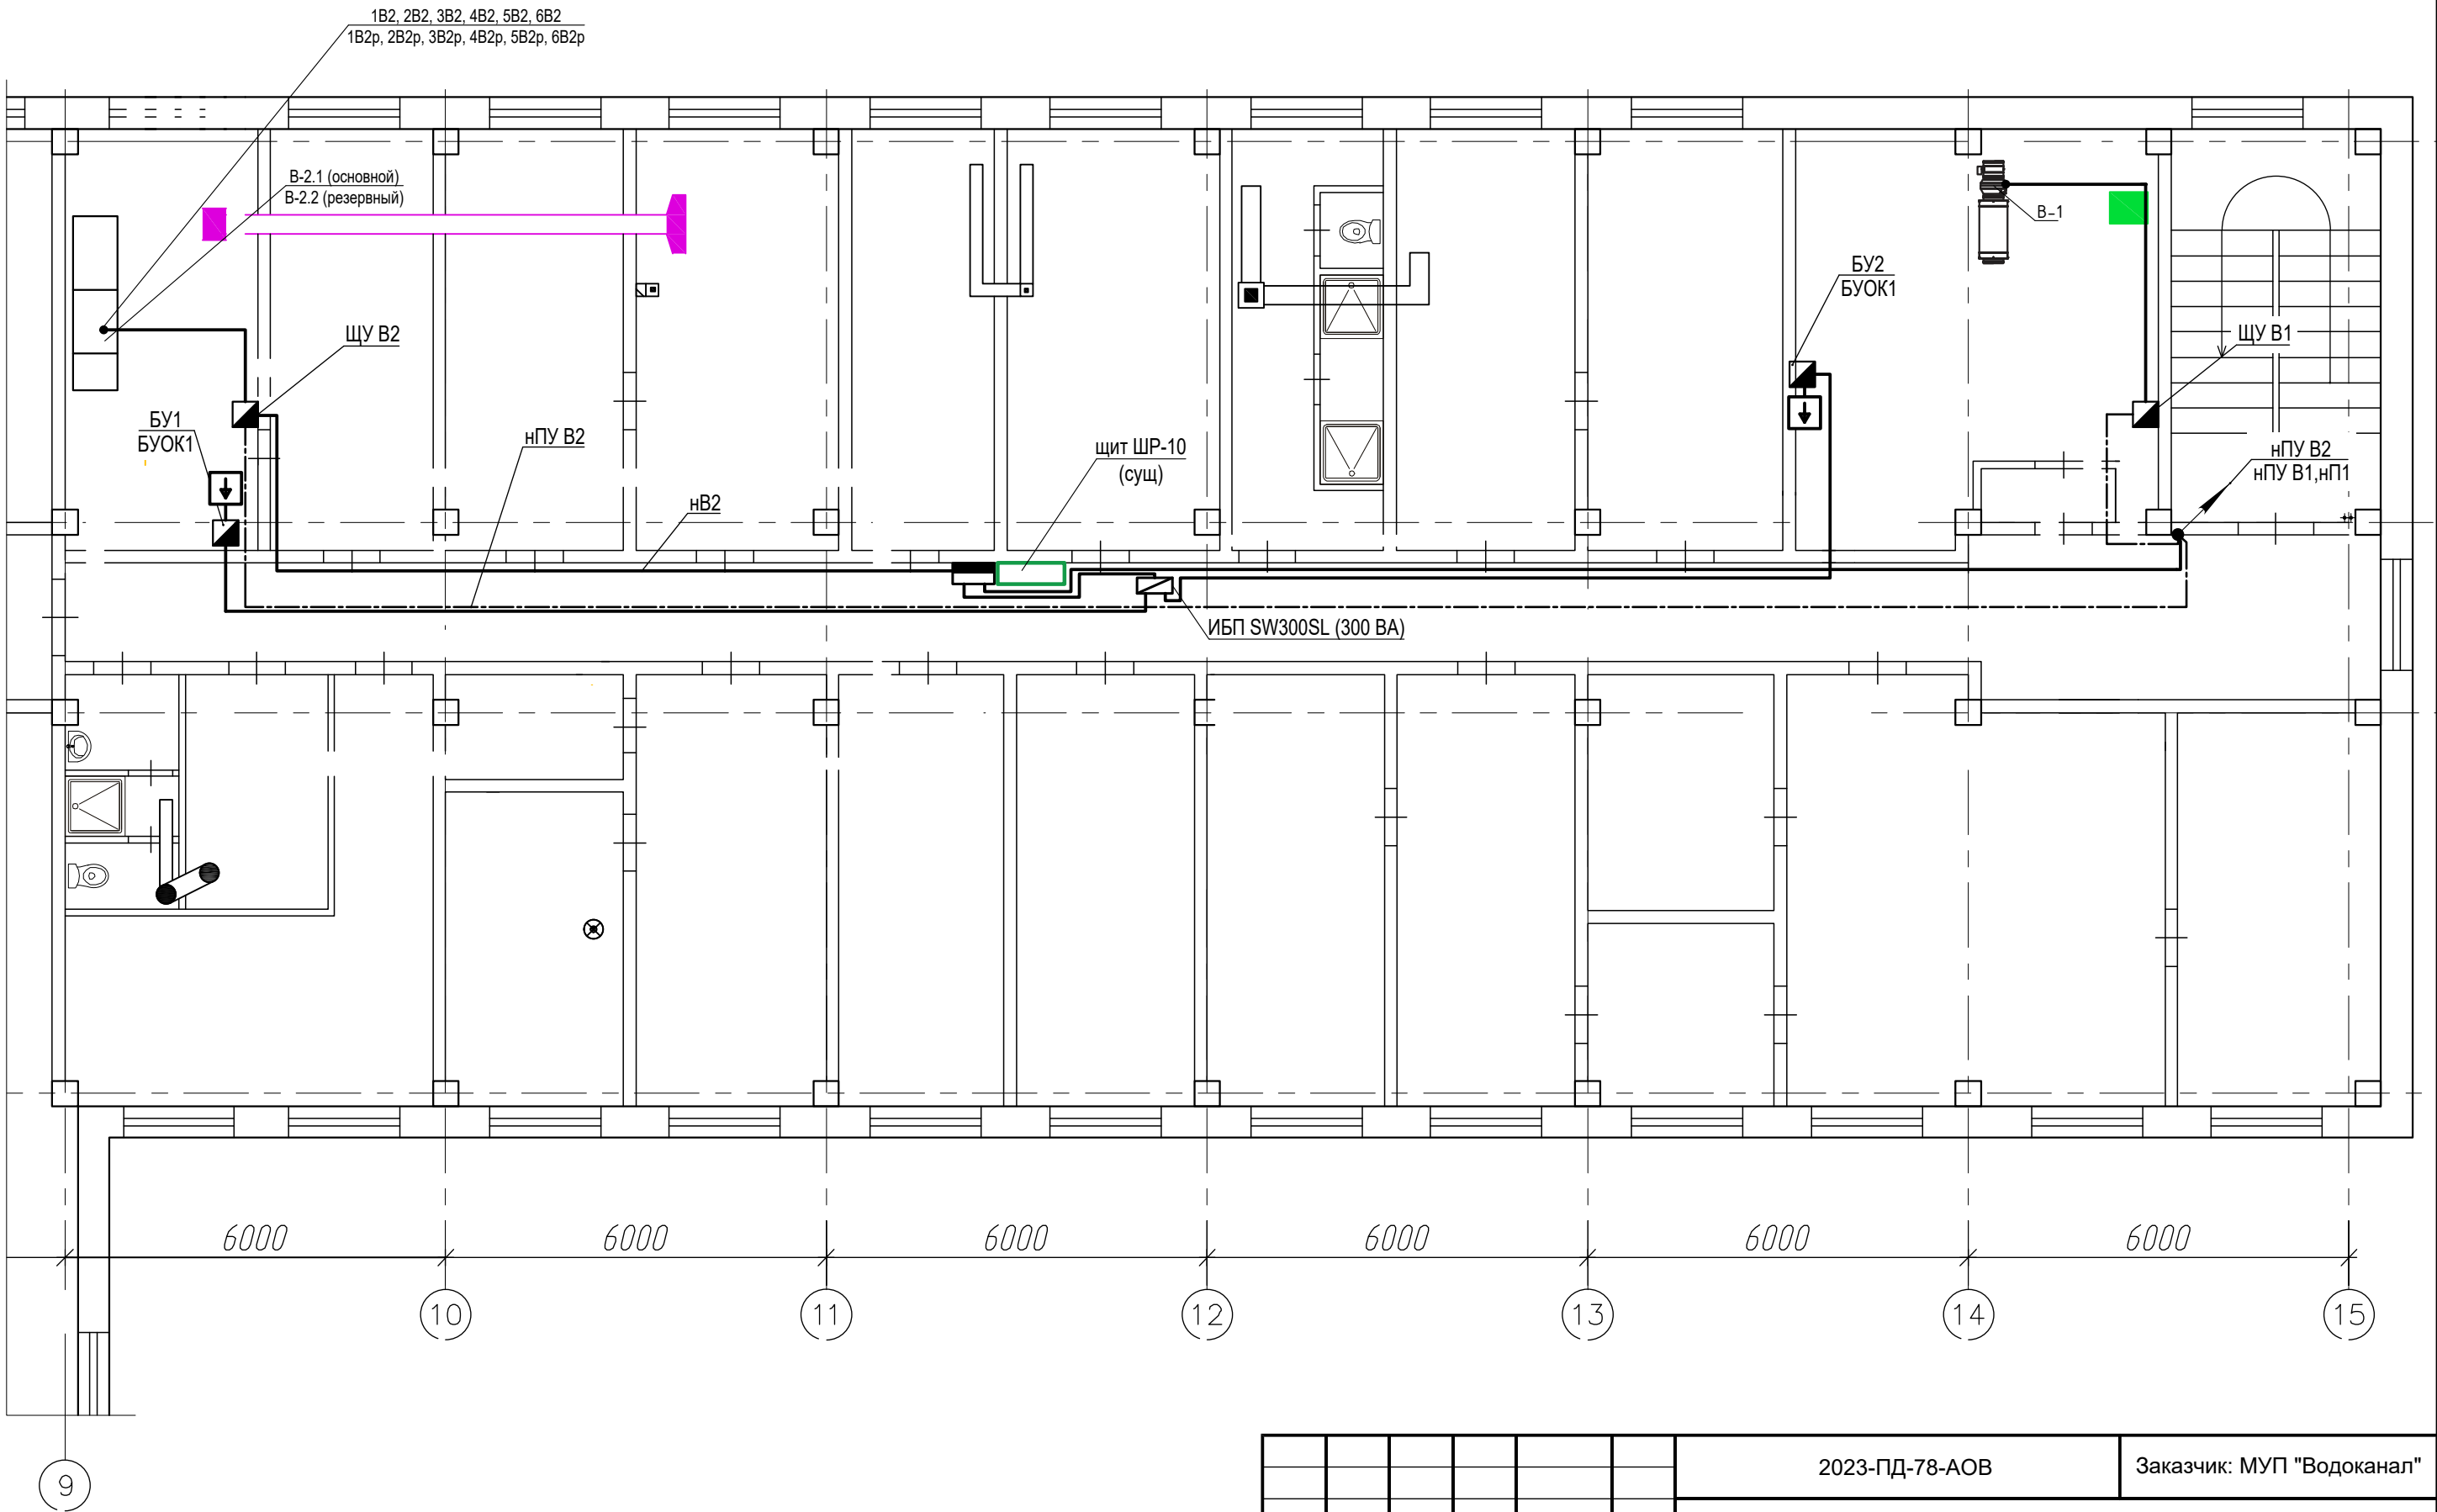 1В2, 2В2, 3В2, 4В2, 5В2, 6В2
1В2р, 2В2р, 3В2р, 4В2р, 5В2р, 6В2р
В-2.1 (основной)
В-2.2 (резервный)
В-1
БУ2
БУОК1
ЩУ В2
ЩУ В1
БУ1
БУОК1
нПУ В2
щит ШР-10
(сущ)
нПУ В2
нПУ В1,нП1
нВ2
ИБП SW300SL (300 ВА)
6000
6000
6000
6000
6000
6000
10
11
12
13
14
15
9
2023-ПД-78-АОВ
Заказчик: МУП "Водоканал"